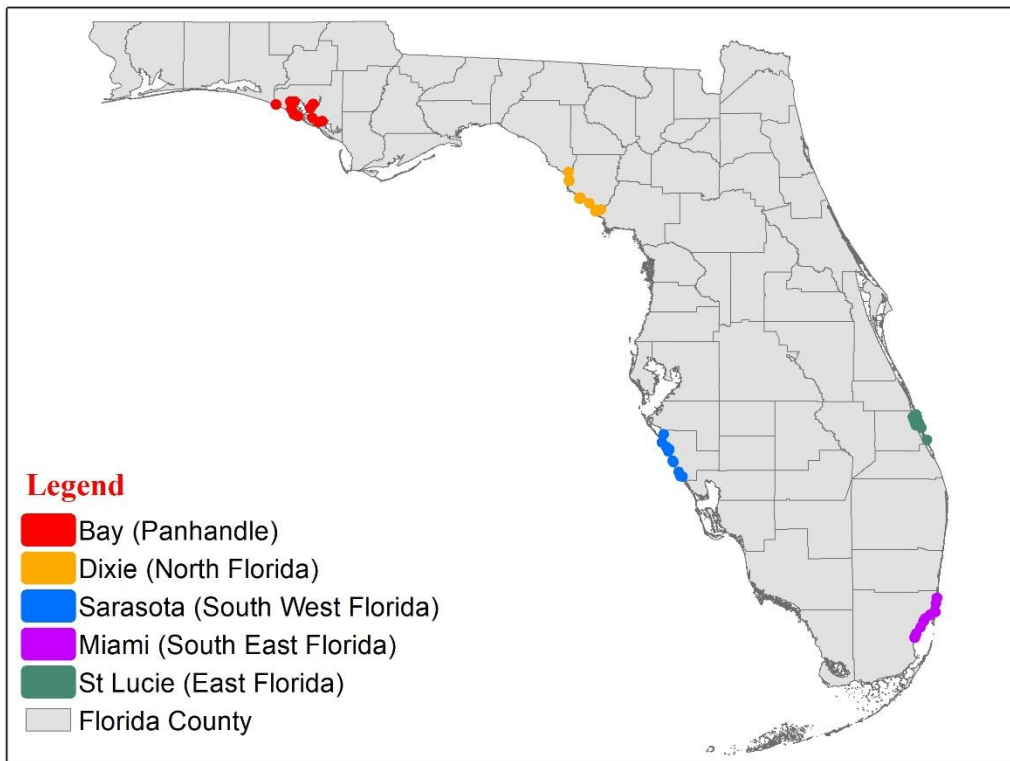 Legend
Bay (Panhandle)
Dixie (North Florida)
Sarasota (South West Florida)
Miami (South East Florida)
St Lucie (East Florida)
Florida County